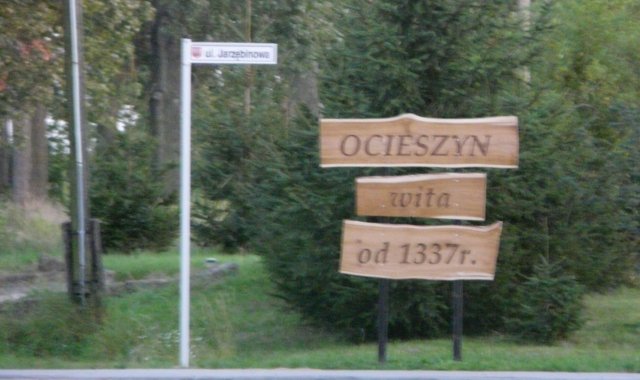 ul. Jarzębinowa
OCIESZYN
wita
od 1337r.